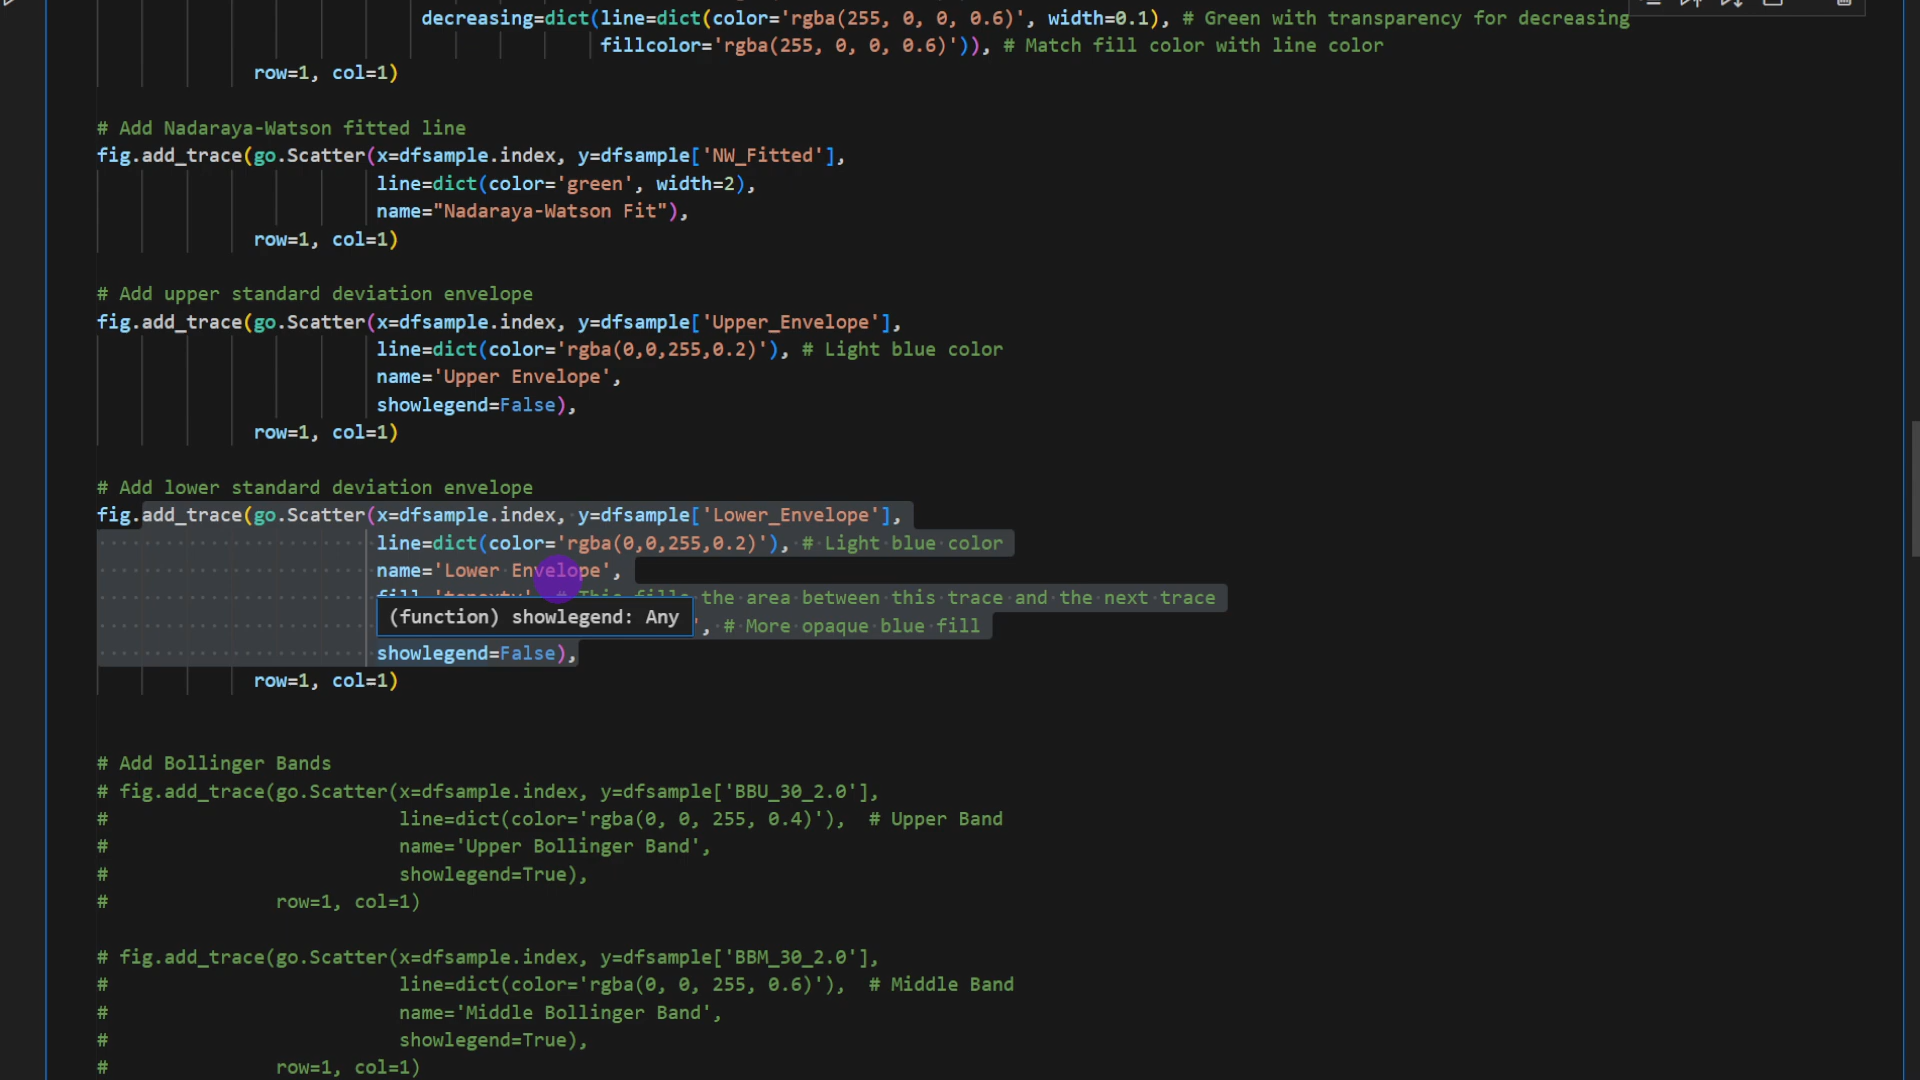 decreasing=dict(line=dict(color='rgba(255, 0, 0, 0.6)', width=0.1), # Green with transparency for decreasing
fillcolor='rgba(255, 0, 0, 0.6)')), # Match fill color with line color
row=1, col=1)
# Add Nadaraya-Watson fitted line
fig.add_trace(go.Scatter(x=dfsample.index, y=dfsample['NW_Fitted'],
line=dict(color='green', width=2),
name="Nadaraya-Watson Fit"),
row=1, col=1)
# Add upper standard deviation envelope
fig.add_trace(go.Scatter(x=dfsample.index, y=dfsample['Upper_Envelope'],
line=dict(color='rgba(0,0,255,0.2)'), # Light blue color
name='Upper Envelope',
showlegend=False),
row=1, col=1)
# Add lower standard deviation envelope
fig.add_trace(go.Scatter(x=dfsample.index, y=dfsample['Lower_Envelope'],
line=dict(color='rgba(0,0,255,0.2)'), # Light blue color
name='Lower Envelope',
the area between this trace and the next trace
(function) showlegend: Any
, # More opaque blue fill
showlegend=False),
row=1, col=1)
# Add Bollinger Bands
# fig.add_trace(go.Scatter(x=dfsample.index, y=dfsample['BBU_30_2.0'],
# line=dict(color='rgba(0, 0, 255, 0.4)'), # Upper Band
# name='Upper Bollinger Band',
# showlegend=True),
# row=1, col=1)
# fig.add_trace(go.Scatter(x=dfsample.index, y=dfsample['BBM_30_2.0'],
# line=dict(color='rgba(0, 0, 255, 0.6)'), # Middle Band
# name='Middle Bollinger Band',
# showlegend=True),
# row=1, col=1)